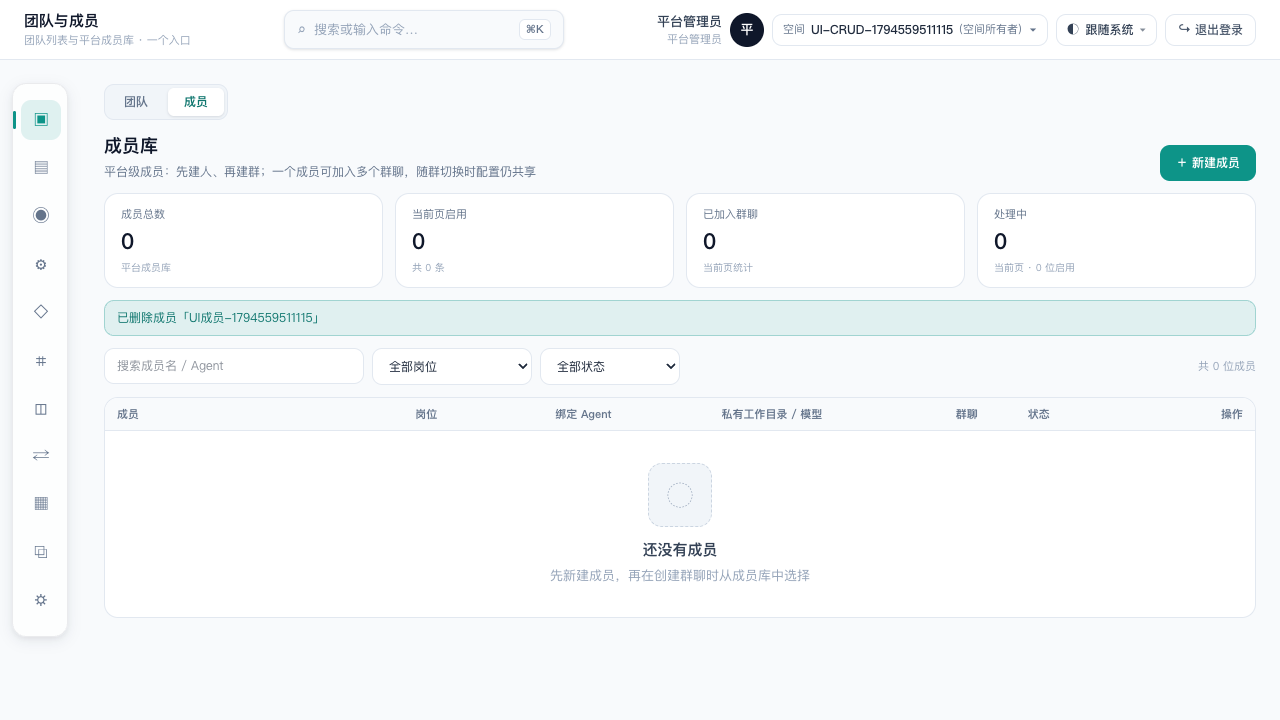 团队与成员
团队列表与平台成员库 · 一个入口
搜索或输入命令… ⌘K
平台管理员
平台管理员
平
空间 UI-CRUD-1794559511115 (空间所有者)
跟随系统
退出登录
团队 成员
成员库
平台级成员：先建人、再建群；一个成员可加入多个群聊，随群切换时配置仍共享
+ 新建成员
成员总数
0
平台成员库
当前页启用
0
共 0 条
已加入群聊
0
当前页统计
处理中
0
当前页 · 0 位启用
已删除成员「UI成员-1794559511115」
搜索成员名 / Agent 全部岗位 全部状态 共 0 位成员
成员 岗位 绑定 Agent 私有工作目录 / 模型 群聊 状态 操作
还没有成员
先新建成员，再在创建群聊时从成员库中选择